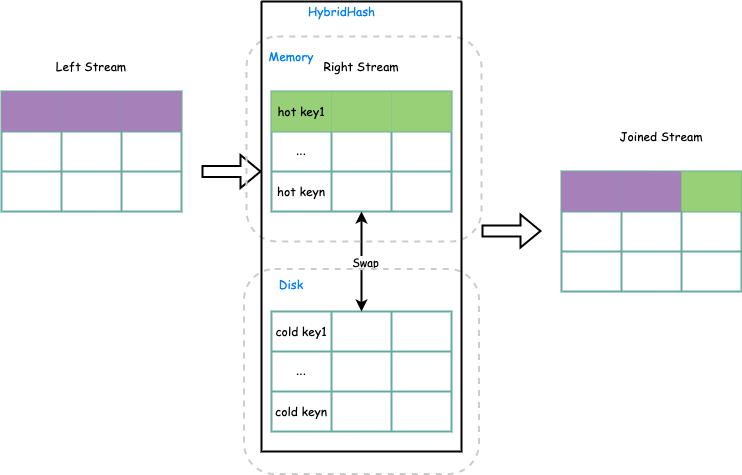 HybridHash
Memory
Left Stream
Right Stream
hot key1
...
hot keyn
Joined Stream
Swap
Disk
cold key1
...
cold keyn